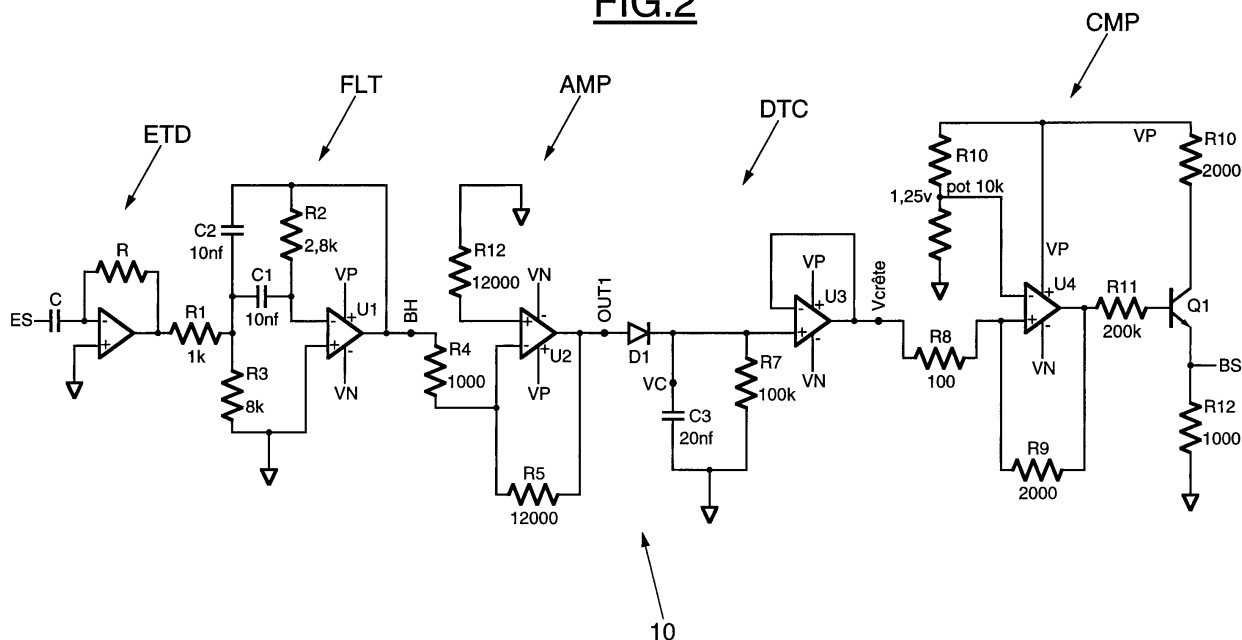 FIG.2
CMP
FLT
AMP
DTC
ETD
VP
R10
2000
R10
pot 10k
1,25v
R2
2,8k
C2
10nf
R12
12000
R
VP
VN
VP
VP
C1
10nf
U1
BH
OUT1
U3
Vcrête
U4
R11
200k
Q1
ES
C
R1
1k
R4
1000
U2
D1
R7
100k
R8
100
BS
R3
8k
VN
VP
VC
C3
20nf
VN
VN
R12
1000
R5
12000
R9
2000
10
-
+
-
+
+
-
+
-
+
-
+
-
+
+
-
-
+
-
+
-